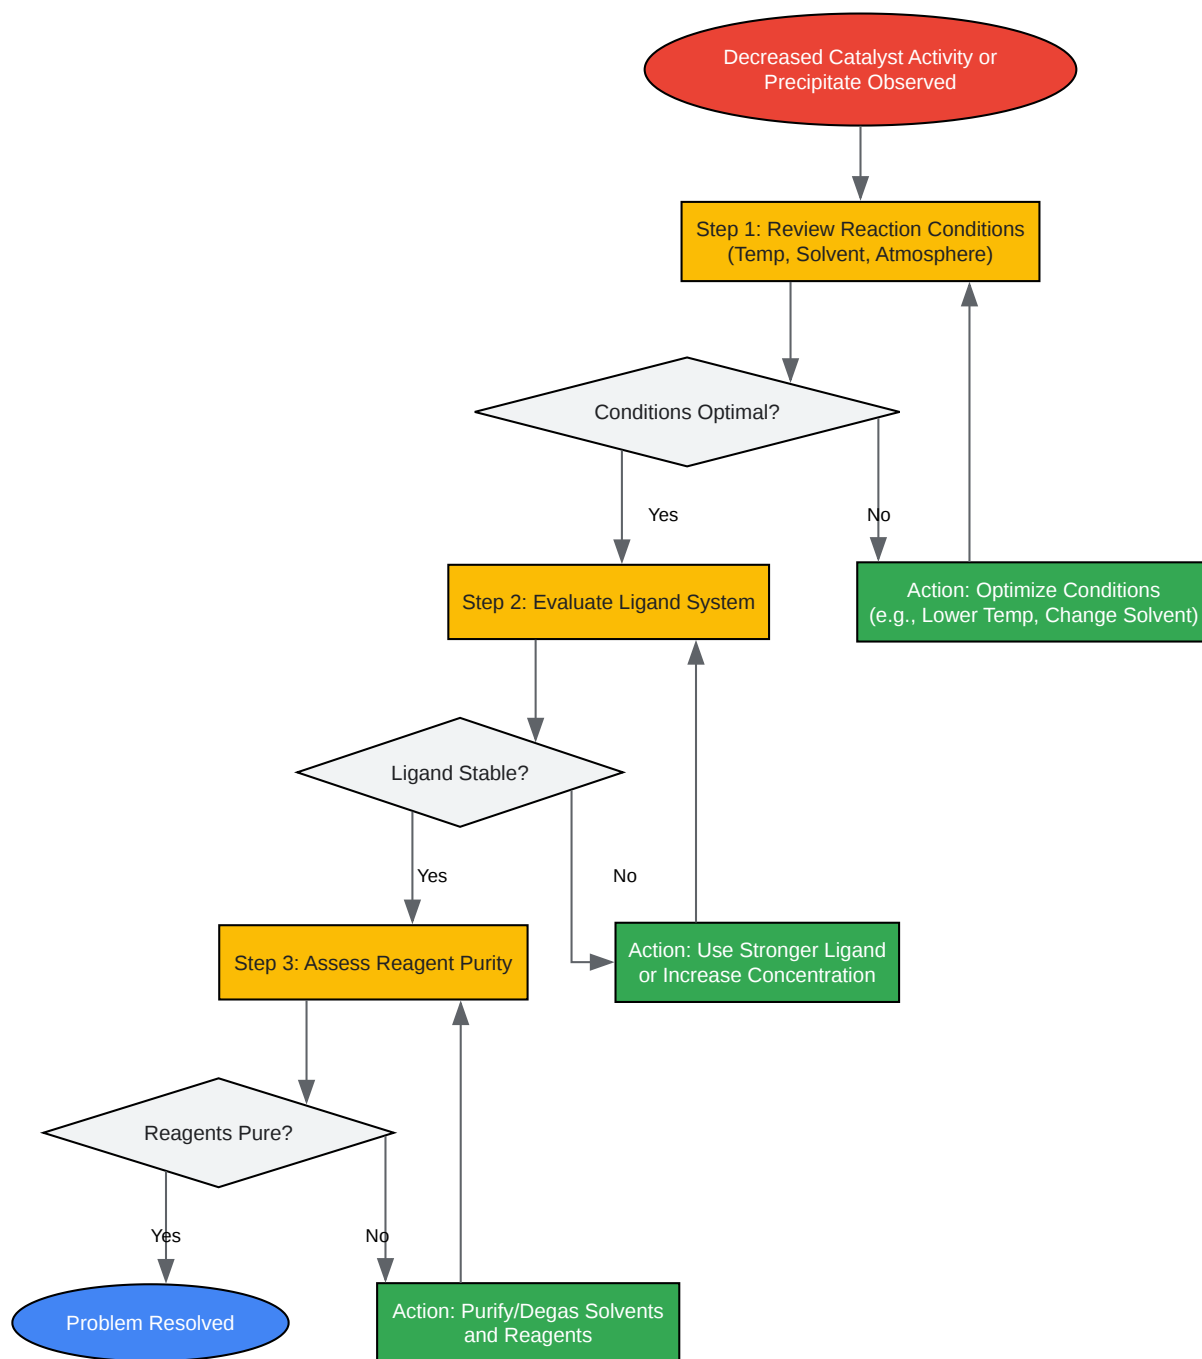 Decreased Catalyst Activity or
Precipitate Observed
Step 1: Review Reaction Conditions
(Temp, Solvent, Atmosphere)
Conditions Optimal?
Yes
No
Step 2: Evaluate Ligand System
Action: Optimize Conditions
(e.g., Lower Temp, Change Solvent)
Ligand Stable?
Yes
No
Step 3: Assess Reagent Purity
Action: Use Stronger Ligand
or Increase Concentration
Reagents Pure?
Yes
No
Problem Resolved
Action: Purify/Degas Solvents
and Reagents